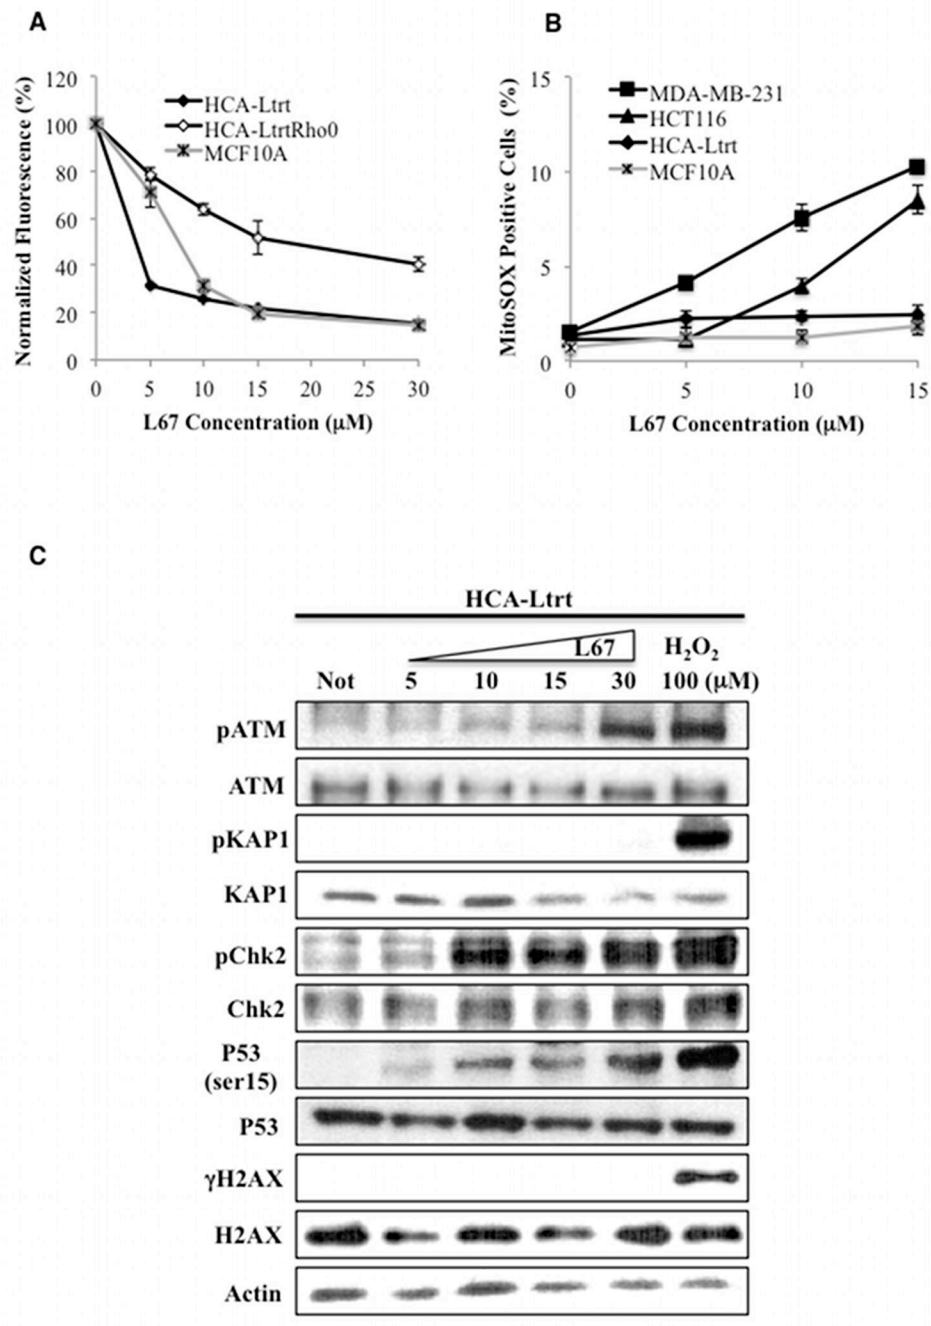 A
Normalized Fluorescence (%)
120
100
80
60
40
20
0
HCA-Ltrt
HCA-LtrtRho0
MCF10A
0 5 10 15 20 25 30
L67 Concentration (μM)
B
MitoSOX Positive Cells (%)
15
10
5
0
MDA-MB-231
HCT116
HCA-Ltrt
MCF10A
0 5 10 15
L67 Concentration (μM)
C
HCA-Ltrt
L67 H₂O₂
Not 5 10 15 30 100 (μM)
pATM
ATM
pKAP1
KAP1
pChk2
Chk2
P53
(ser15)
P53
γH2AX
H2AX
Actin